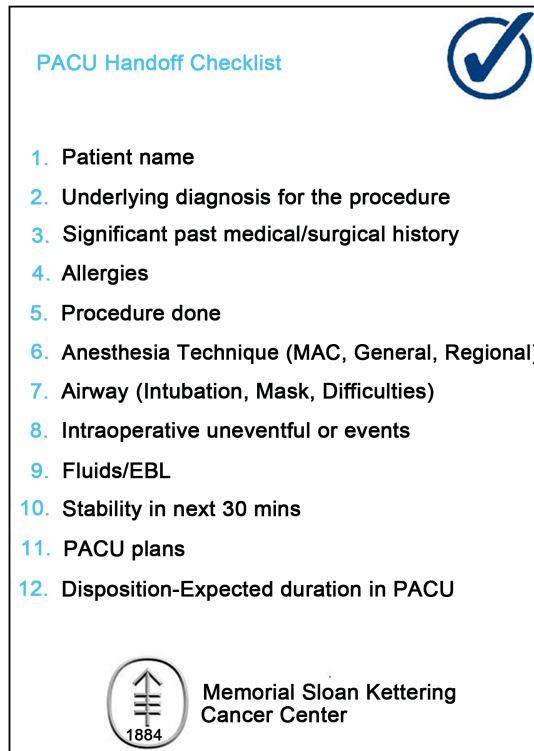 PACU Handoff Checklist
1. Patient name
2. Underlying diagnosis for the procedure
3. Significant past medical/surgical history
4. Allergies
5. Procedure done
6. Anesthesia Technique (MAC, General, Regional)
7. Airway (Intubation, Mask, Difficulties)
8. Intraoperative uneventful or events
9. Fluids/EBL
10. Stability in next 30 mins
11. PACU plans
12. Disposition-Expected duration in PACU
1884
Memorial Sloan Kettering
Cancer Center